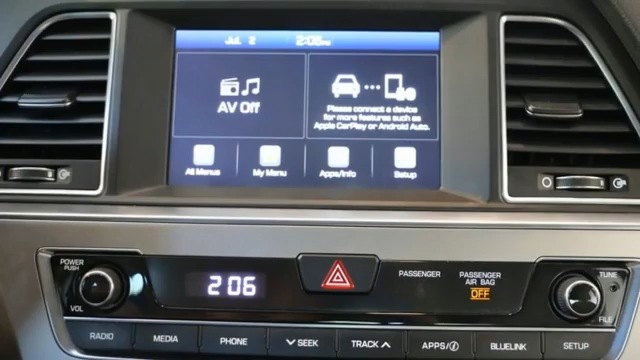 Jul. 2 2:06PM
AV Off
Please connect a device
for more features such as
Apple CarPlay or Android Auto.
All Menus My Menu Apps/Info Setup
POWER
PUSH
VOL
2:06
PASSENGER
PASSENGER
AIR BAG
OFF
TUNE
FILE
RADIO MEDIA PHONE SEEK TRACK APPS/i BLUELINK SETUP